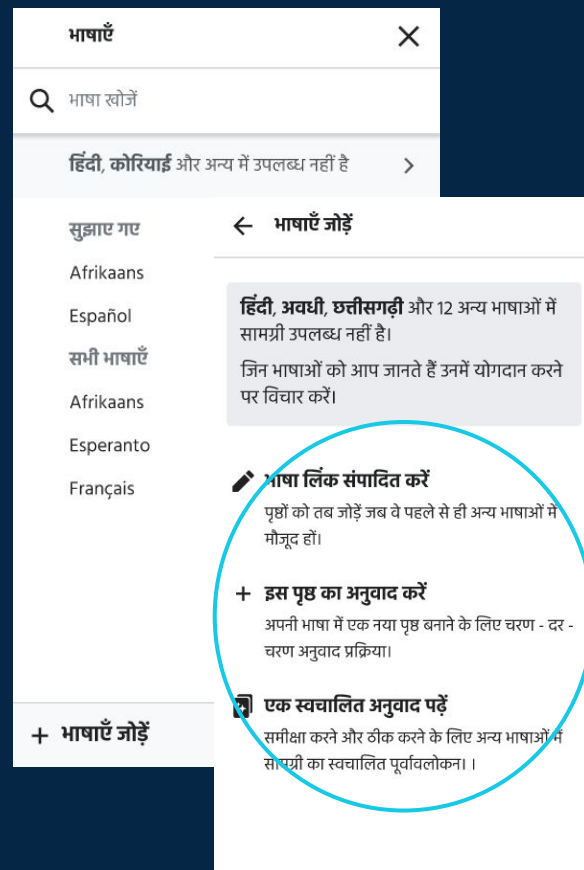 भाषाएँ
भाषा खोजें
हिंदी, कोरियाई और अन्य में उपलब्ध नहीं है
सुझाए गए
Afrikaans
Español
सभी भाषाएँ
Afrikaans
Esperanto
Français
+ भाषाएँ जोड़ें
← भाषाएँ जोड़ें
हिंदी, अवधी, छत्तीसगढ़ी और 12 अन्य भाषाओं में
सामग्री उपलब्ध नहीं है।
जिन भाषाओं को आप जानते हैं उनमें योगदान करने
पर विचार करें।
भाषा लिंक संपादित करें
पृष्ठों को तब जोड़ें जब वे पहले से ही अन्य भाषाओं में
मौजूद हों।
+ इस पृष्ठ का अनुवाद करें
अपनी भाषा में एक नया पृष्ठ बनाने के लिए चरण - दर -
चरण अनुवाद प्रक्रिया।
एक स्वचालित अनुवाद पढ़ें
समीक्षा करने और ठीक करने के लिए अन्य भाषाओं में
सामग्री का स्वचालित पूर्वावलोकन। ।